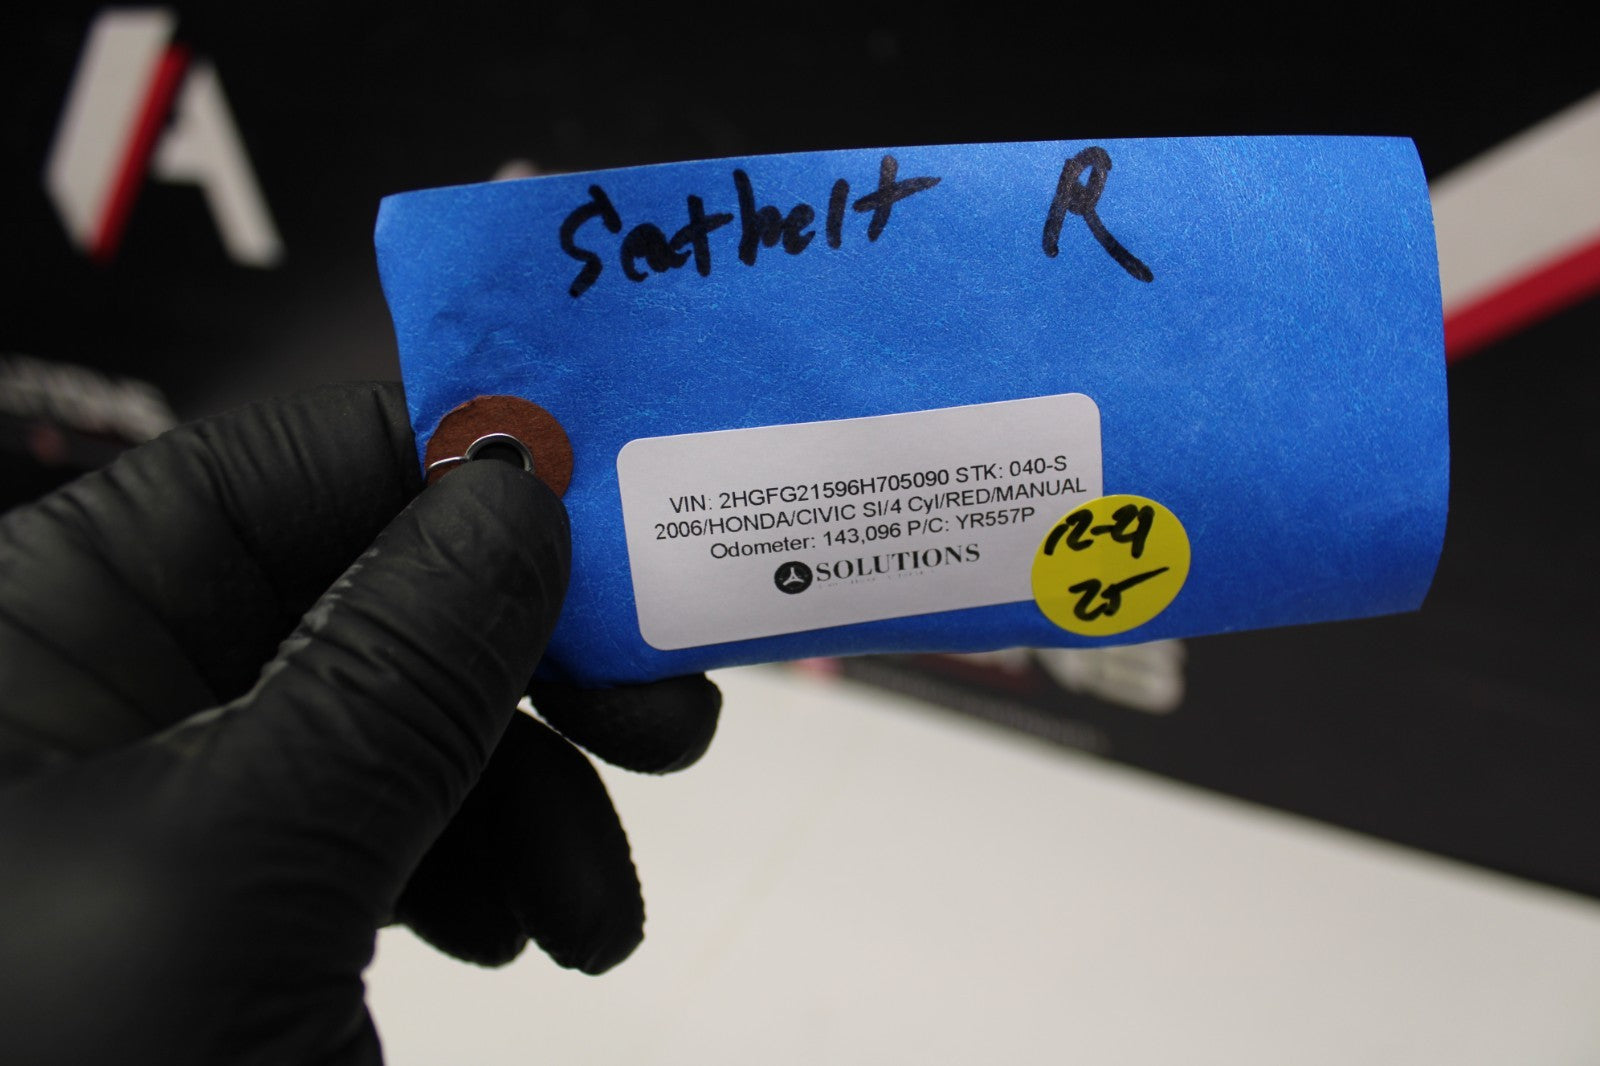 Seatbelt R
VIN: 2HGFG21596H705090 STK: 040-S
2006/HONDA/CIVIC SI/4 Cyl/RED/MANUAL
Odometer: 143,096 P/C: YR557P
SOLUTIONS
12-29
25
A